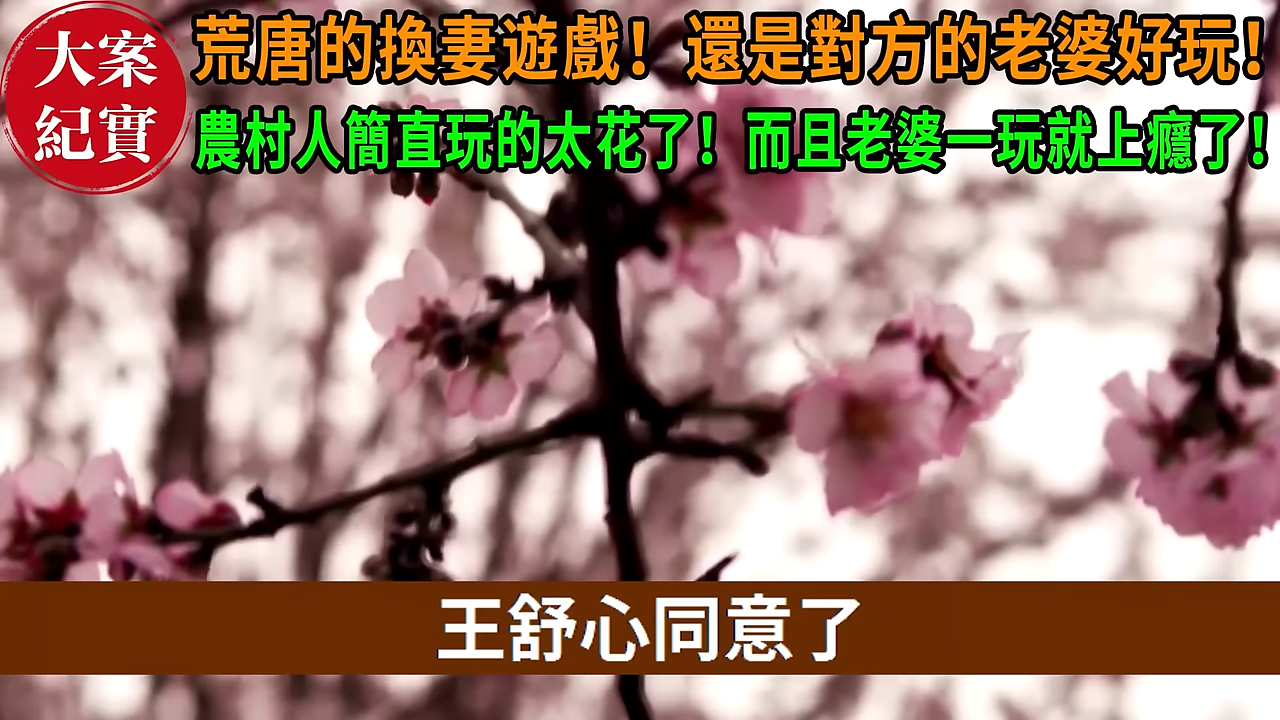 大案
紀實
荒唐的換妻遊戲！還是對方的老婆好玩！
農村人簡直玩的太花了！而且老婆一玩就上癮了！
王舒心同意了